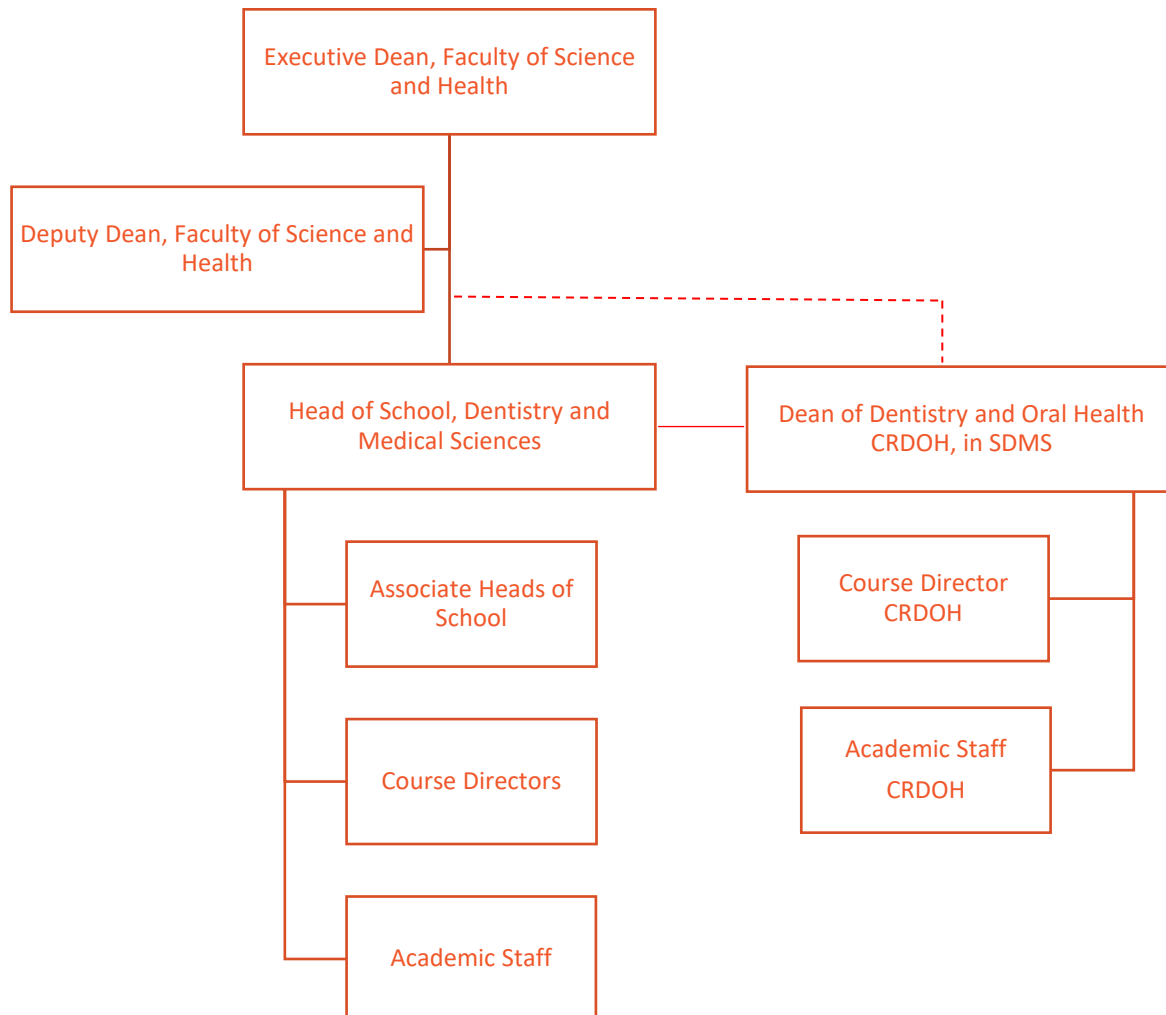 Executive Dean, Faculty of Science
and Health
Deputy Dean, Faculty of Science and
Health
Head of School, Dentistry and
Medical Sciences
Dean of Dentistry and Oral Health
CRDOH, in SDMS
Associate Heads of
School
Course Directors
Academic Staff
Course Director
CRDOH
Academic Staff
CRDOH